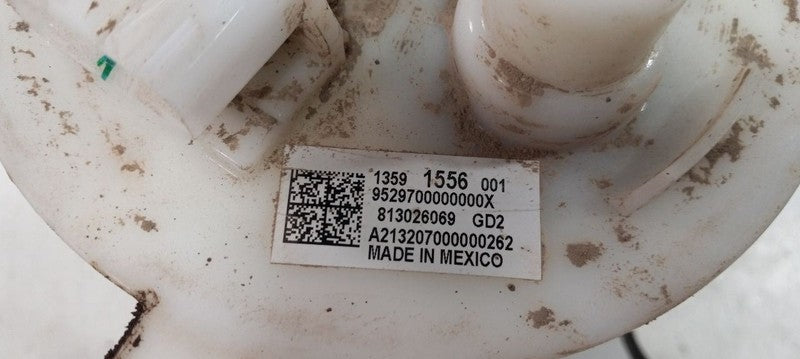 1359 1556 001
9529700000000X
813026069 GD2
A213207000000262
MADE IN MEXICO